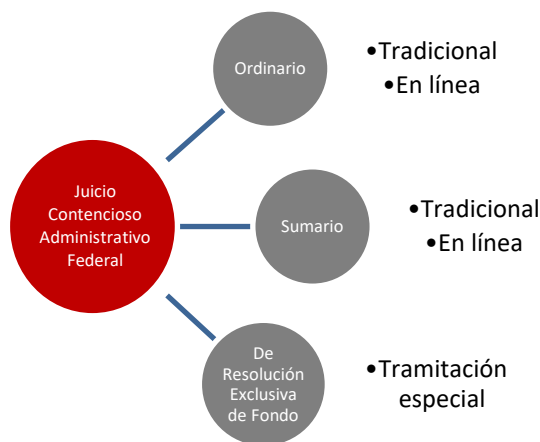 Juicio
Contencioso
Administrativo
Federal
Ordinario
•Tradicional
•En línea
Sumario
•Tradicional
•En línea
De
Resolución
Exclusiva
de Fondo
•Tramitación
especial